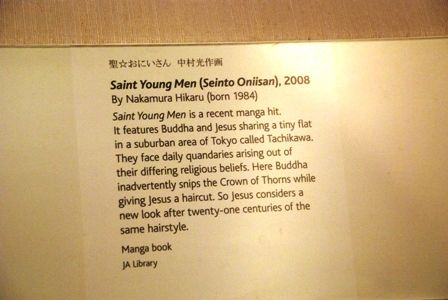 聖☆おにいさん 中村光作画
Saint Young Men (Seinto Oniisan), 2008
By Nakamura Hikaru (born 1984)
Saint Young Men is a recent manga hit.
It features Buddha and Jesus sharing a tiny flat
in a suburban area of Tokyo called Tachikawa.
They face daily quandaries arising out of
their differing religious beliefs. Here Buddha
inadvertently snips the Crown of Thorns while
giving Jesus a haircut. So Jesus considers a
new look after twenty-one centuries of the
same hairstyle.
Manga book
JA Library